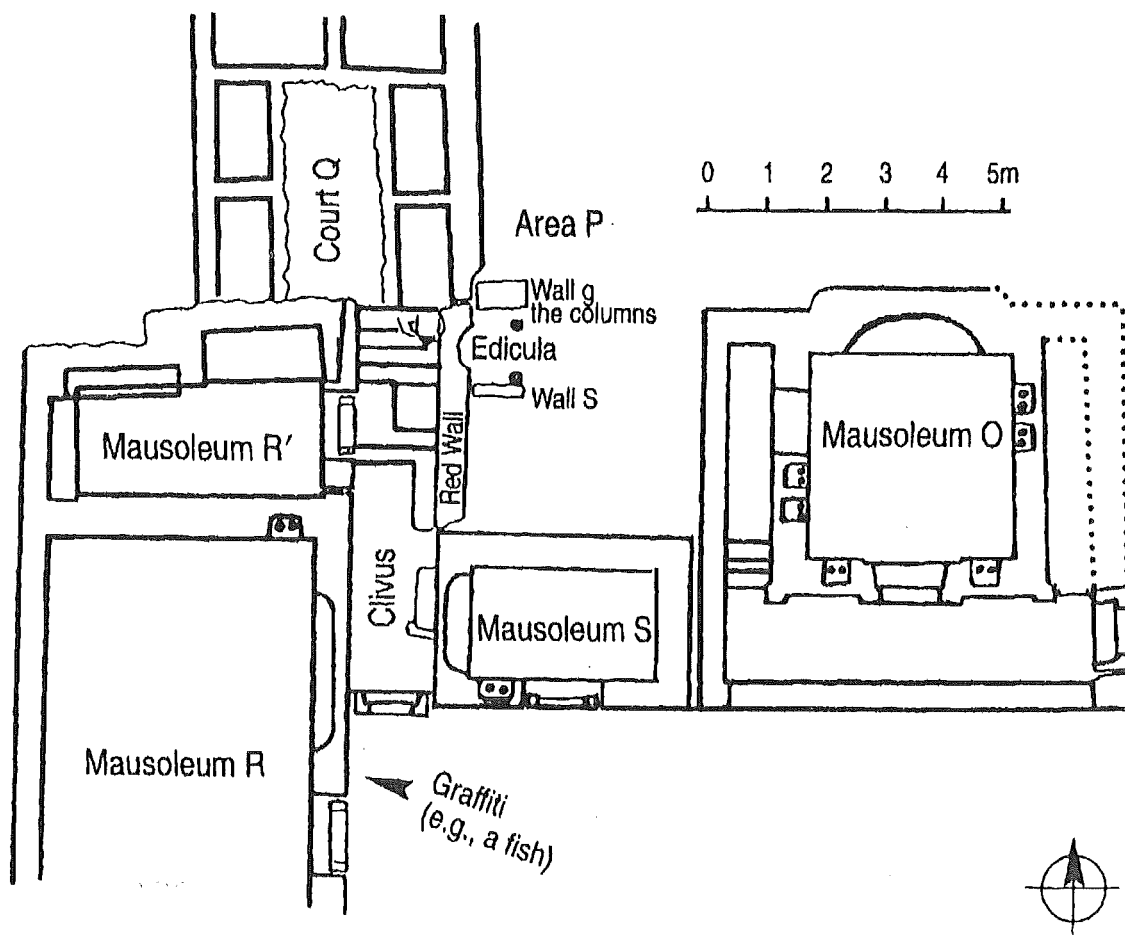 Court Q
Area P
0 1 2 3 4 5m
Wall g
the columns
Edicula
Wall S
Red Wall
Mausoleum R′
Mausoleum O
Clivus
Mausoleum S
Mausoleum R
Graffiti
(e.g., a fish)